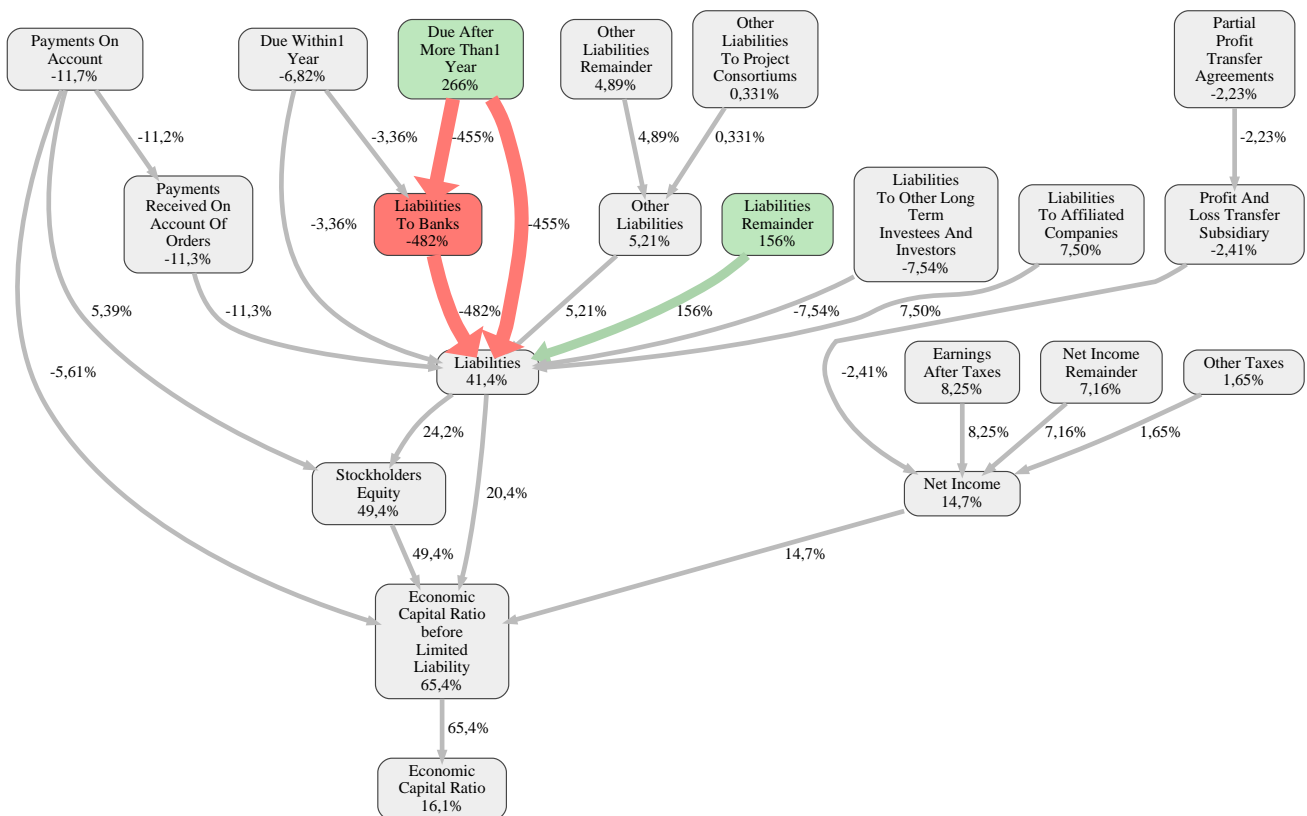 Payments On
Account
-11,7%
Due Within1
Year
-6,82%
Due After
More Than1
Year
266%
Other
Liabilities
Remainder
4,89%
Other
Liabilities
To Project
Consortiums
0,331%
Partial
Profit
Transfer
Agreements
-2,23%
-11,2%
-3,36%
-455%
4,89%
0,331%
-2,23%
Payments
Received On
Account Of
Orders
-11,3%
Liabilities
To Banks
-482%
Other
Liabilities
5,21%
Liabilities
Remainder
156%
Liabilities
To Other Long
Term
Investees And
Investors
-7,54%
Liabilities
To Affiliated
Companies
7,50%
Profit And
Loss Transfer
Subsidiary
-2,41%
-3,36%
-455%
5,39%
-11,3%
-482%
5,21%
156%
-7,54%
7,50%
-5,61%
Liabilities
41,4%
-2,41%
Earnings
After Taxes
8,25%
Net Income
Remainder
7,16%
Other Taxes
1,65%
24,2%
8,25%
7,16%
1,65%
Stockholders
Equity
49,4%
20,4%
Net Income
14,7%
49,4%
14,7%
Economic
Capital Ratio
before
Limited
Liability
65,4%
65,4%
Economic
Capital Ratio
16,1%